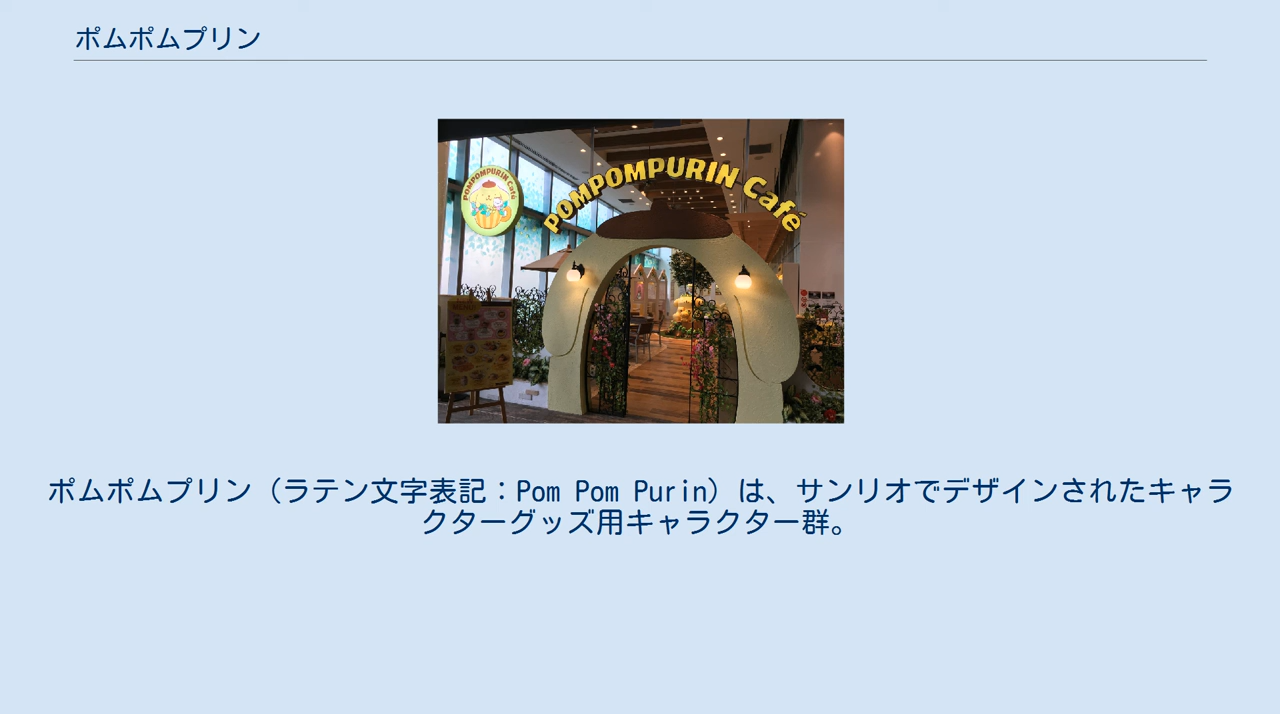 ポムポムプリン
POMPOMPURIN Café
POMPOMPURIN Café
ポムポムプリン（ラテン文字表記：Pom Pom Purin）は、サンリオでデザインされたキャラ
クターグッズ用キャラクター群。